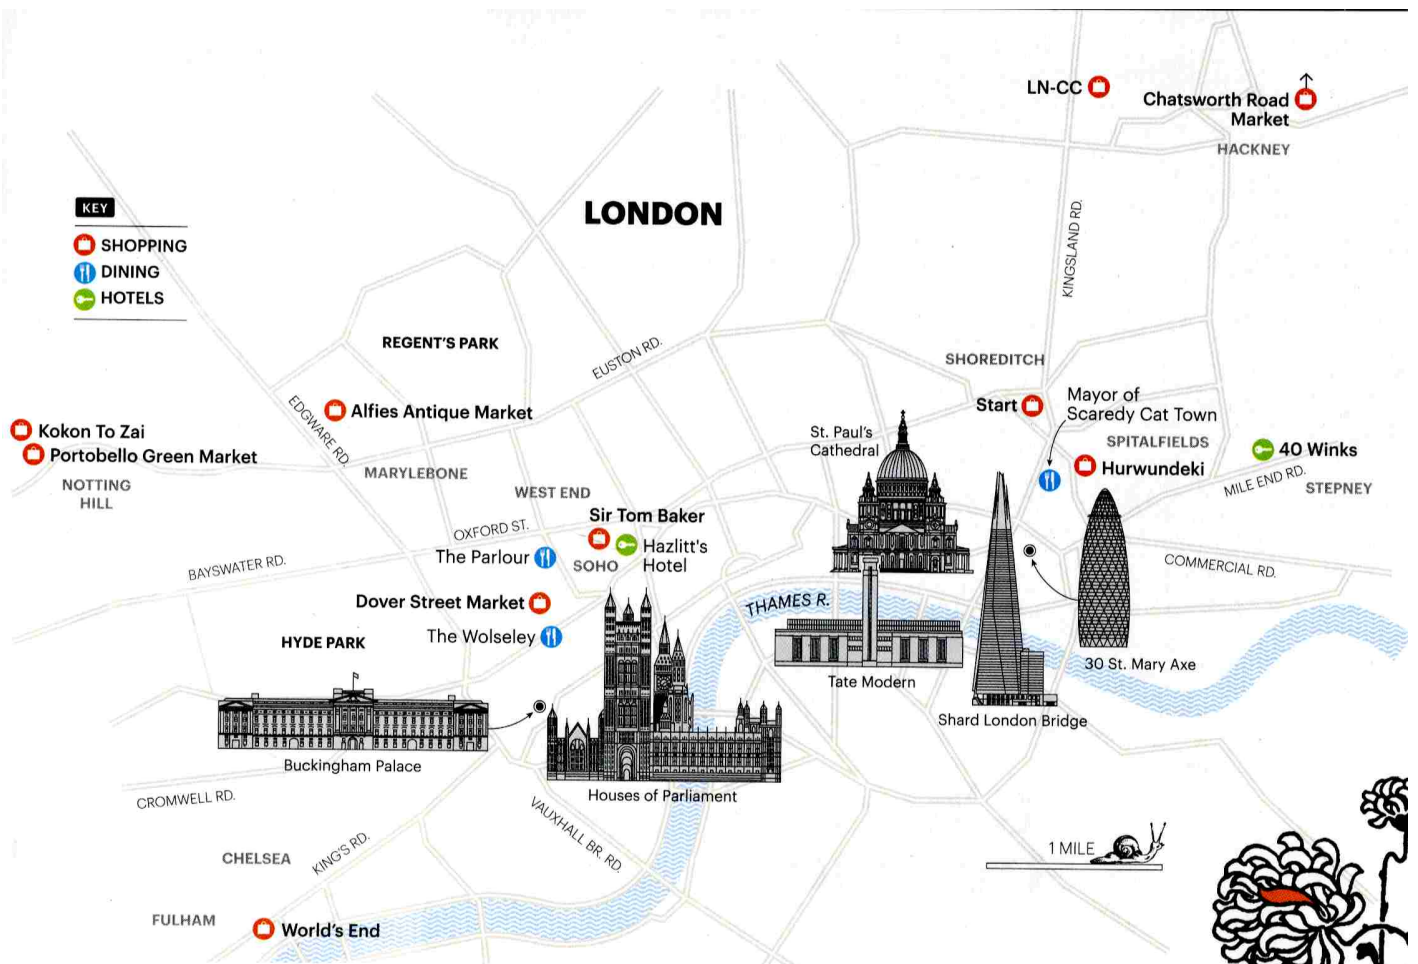 LONDON
KEY
SHOPPING
DINING
HOTELS
LN-CC
Chatsworth Road
Market
HACKNEY
KINGSLAND RD.
REGENT'S PARK
EUSTON RD.
SHOREDITCH
Start
Mayor of
Scaredy Cat Town
EDGWARE RD.
Alfies Antique Market
Kokon To Zai
Portobello Green Market
NOTTING
HILL
MARYLEBONE
WEST END
St. Paul's
Cathedral
SPITALFIELDS
Hurwundeki
40 Winks
MILE END RD.
STEPNEY
Sir Tom Baker
OXFORD ST.
The Parlour
SOHO
Hazlitt's
Hotel
BAYSWATER RD.
COMMERCIAL RD.
Dover Street Market
The Wolseley
HYDE PARK
THAMES R.
30 St. Mary Axe
Tate Modern
Shard London Bridge
Buckingham Palace
Houses of Parliament
CROMWELL RD.
VAUXHALL BR. RD.
KING'S RD.
CHELSEA
1 MILE
FULHAM
World's End